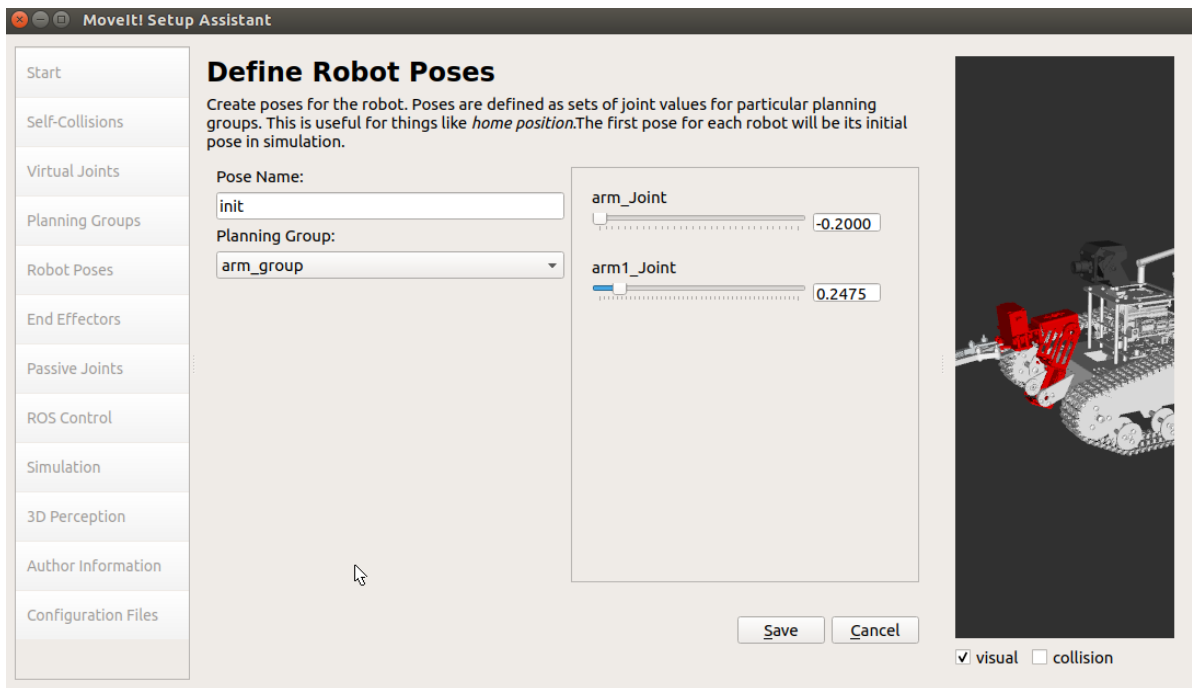 MoveIt! Setup Assistant
Start
Self-Collisions
Virtual Joints
Planning Groups
Robot Poses
End Effectors
Passive Joints
ROS Control
Simulation
3D Perception
Author Information
Configuration Files
Define Robot Poses
Create poses for the robot. Poses are defined as sets of joint values for particular planning
groups. This is useful for things like home position.The first pose for each robot will be its initial
pose in simulation.
Pose Name:
init
Planning Group:
arm_group
arm_Joint
-0.2000
arm1_Joint
0.2475
Save
Cancel
visual
collision